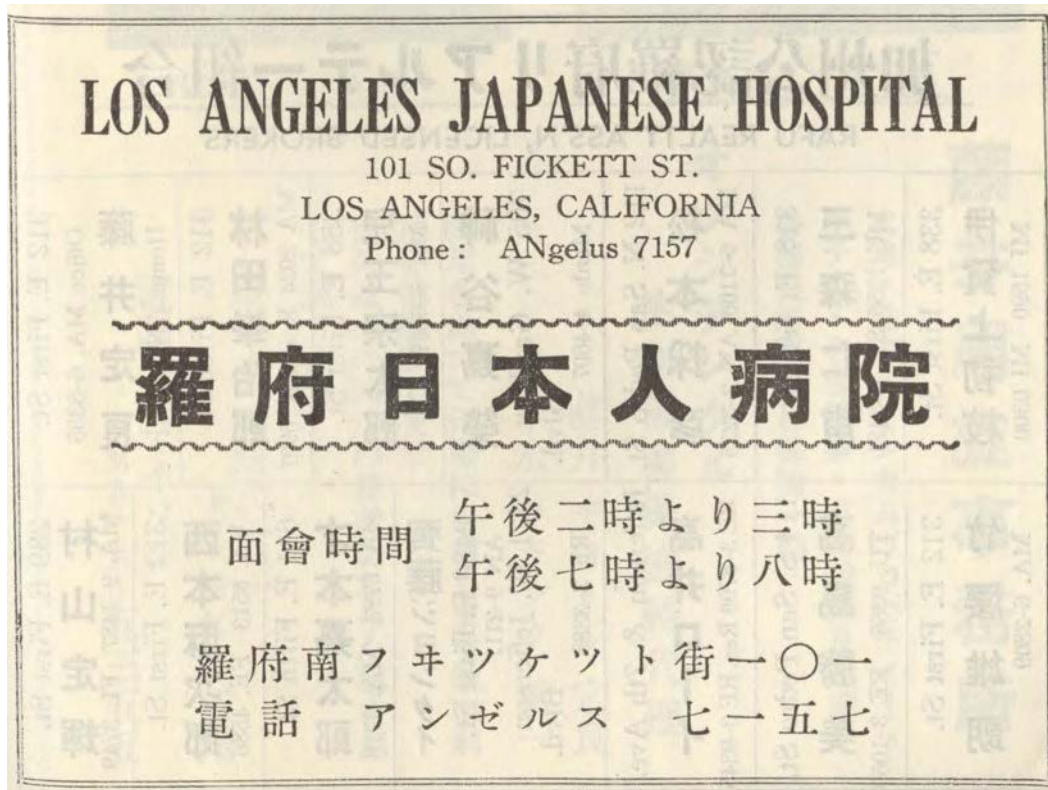 LOS ANGELES JAPANESE HOSPITAL
101 SO. FICKETT ST.
LOS ANGELES, CALIFORNIA
Phone : ANgelus 7157
羅府日本人病院
面會時間
午後二時より三時
午後七時より八時
羅府南フヰツケツト街一〇一
電話 アンゼルス 七一五七